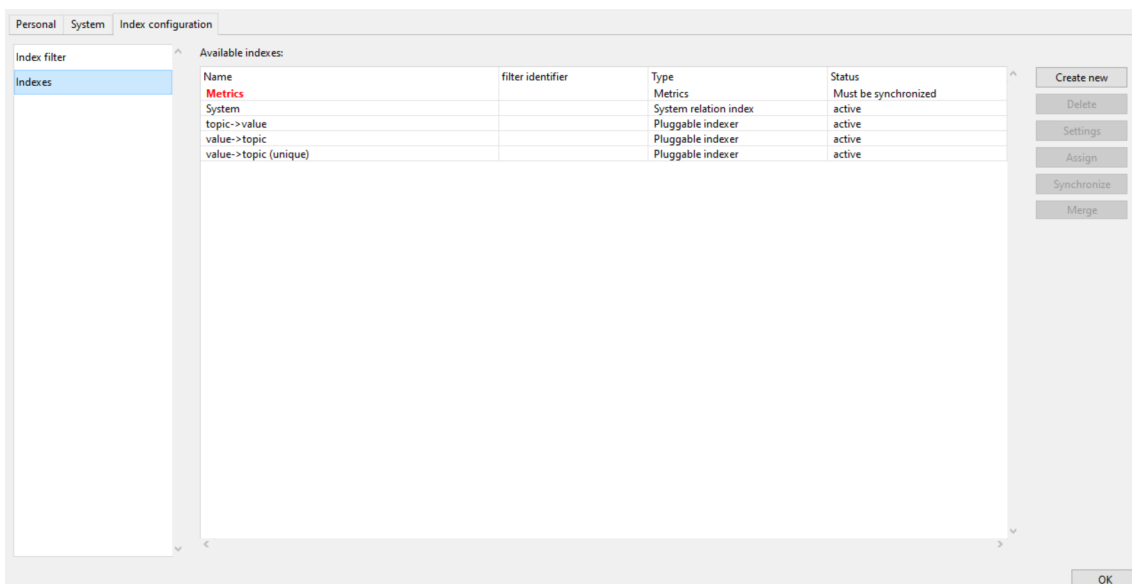 Personal System Index configuration
Index filter
Indexes
Available indexes:
Name filter identifier Type Status
Metrics Metrics Must be synchronized
System System relation index active
topic->value Pluggable indexer active
value->topic Pluggable indexer active
value->topic (unique) Pluggable indexer active
Create new
Delete
Settings
Assign
Synchronize
Merge
OK